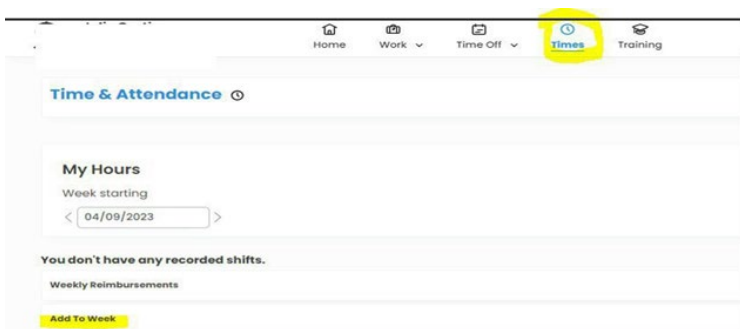 Home Work Time Off Times Training
Time & Attendance
My Hours
Week starting
04/09/2023
You don't have any recorded shifts.
Weekly Reimbursements
Add To Week